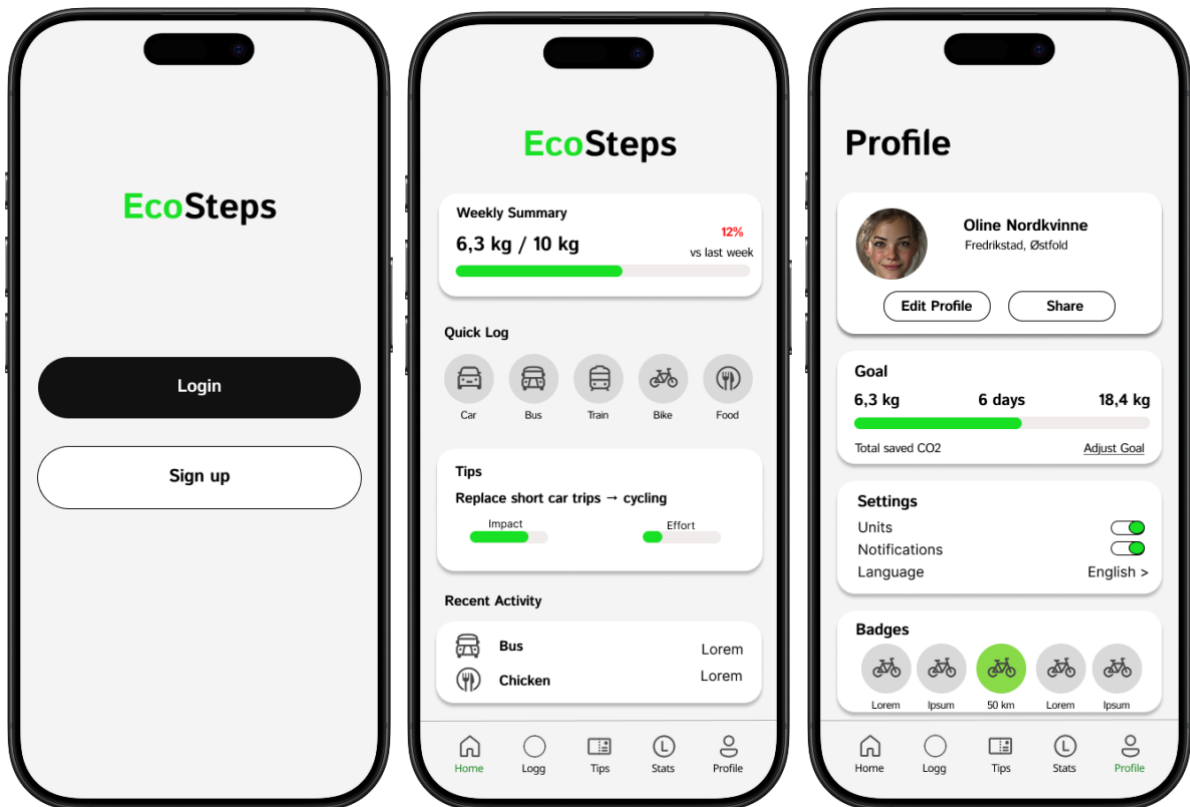 EcoSteps
Login
Sign up
EcoSteps
Weekly Summary
6,3 kg / 10 kg
12%
vs last week
Quick Log
Car Bus Train Bike Food
Tips
Replace short car trips → cycling
Impact Effort
Recent Activity
Bus Lorem
Chicken Lorem
Home Logg Tips L Stats Profile
Profile
Oline Nordkvinne
Fredrikstad, Østfold
Edit Profile Share
Goal
6,3 kg 6 days 18,4 kg
Total saved CO2 Adjust Goal
Settings
Units
Notifications
Language English >
Badges
Lorem Ipsum 50 km Lorem Ipsum
Home Logg Tips L Stats Profile